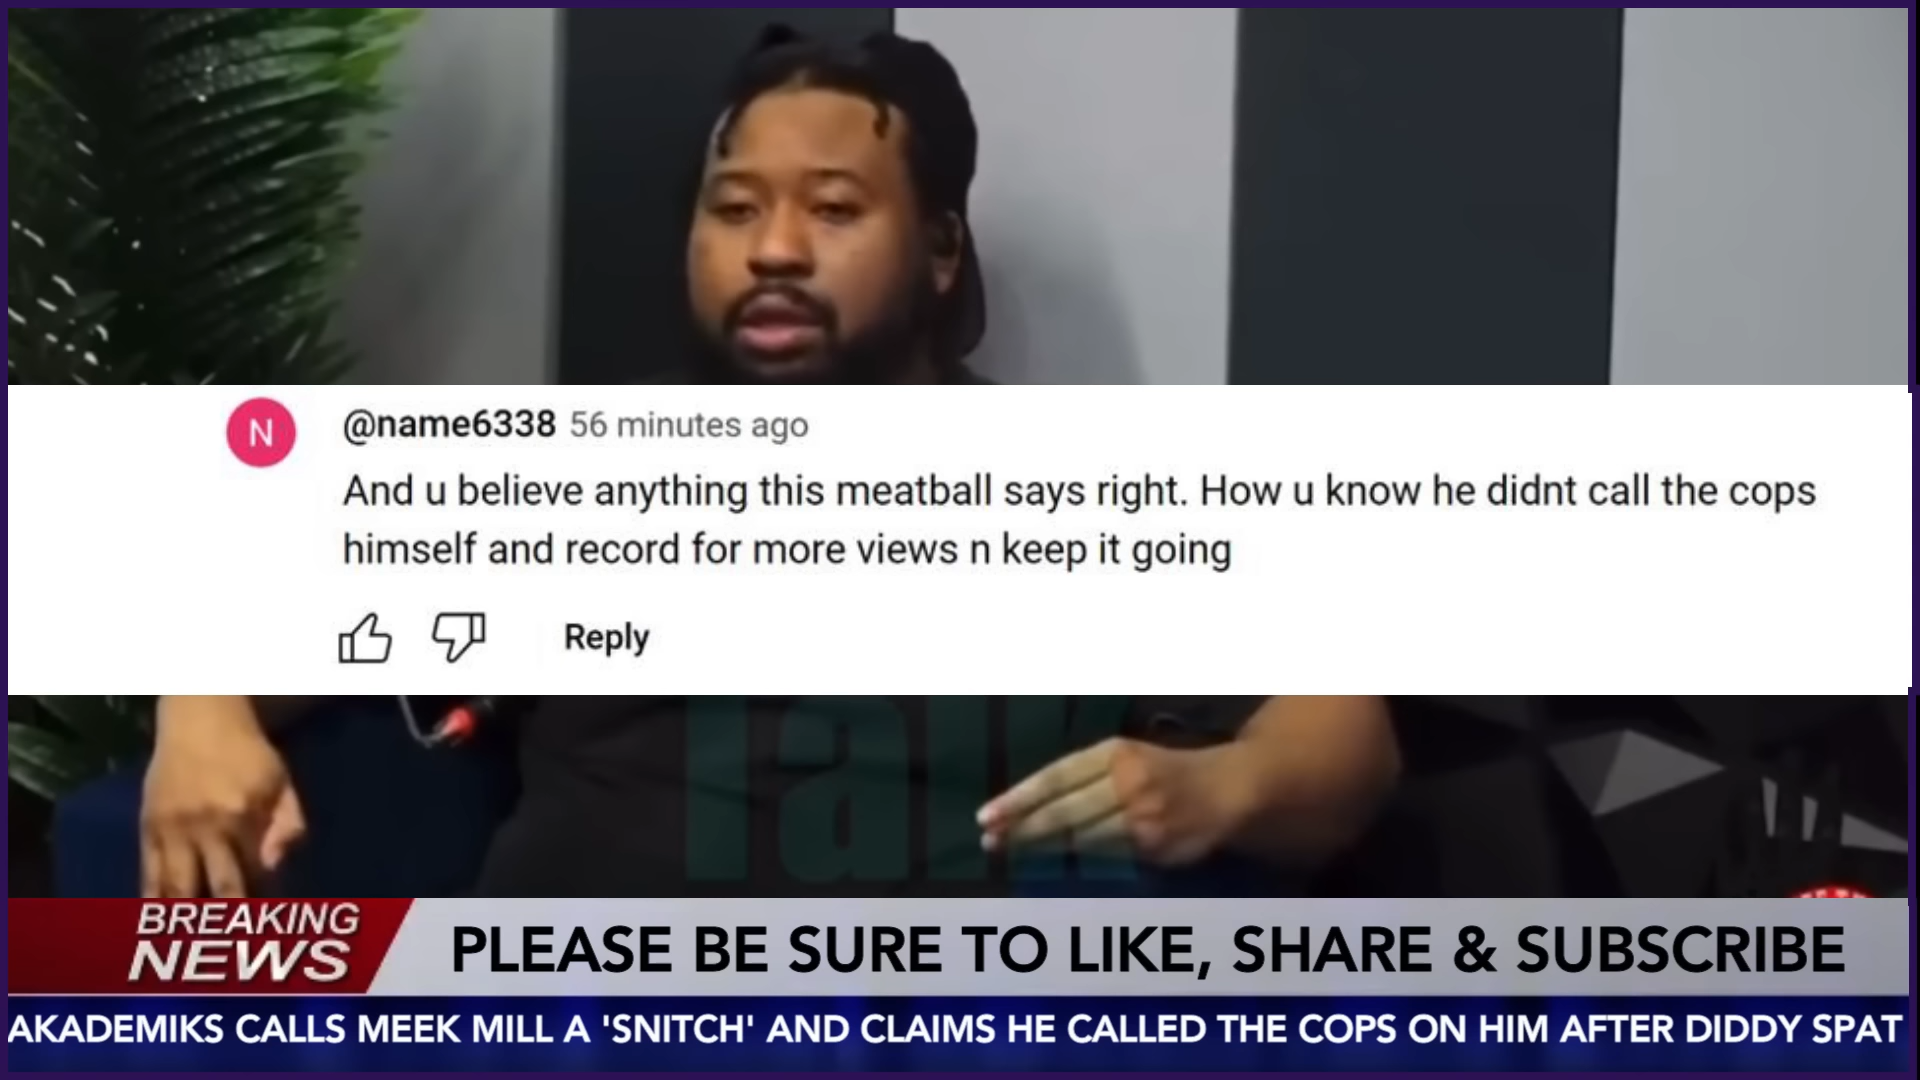 N
@name6338 56 minutes ago
And u believe anything this meatball says right. How u know he didnt call the cops
himself and record for more views n keep it going
Reply
Talk
BREAKING
NEWS
PLEASE BE SURE TO LIKE, SHARE & SUBSCRIBE
AKADEMIKS CALLS MEEK MILL A 'SNITCH' AND CLAIMS HE CALLED THE COPS ON HIM AFTER DIDDY SPAT